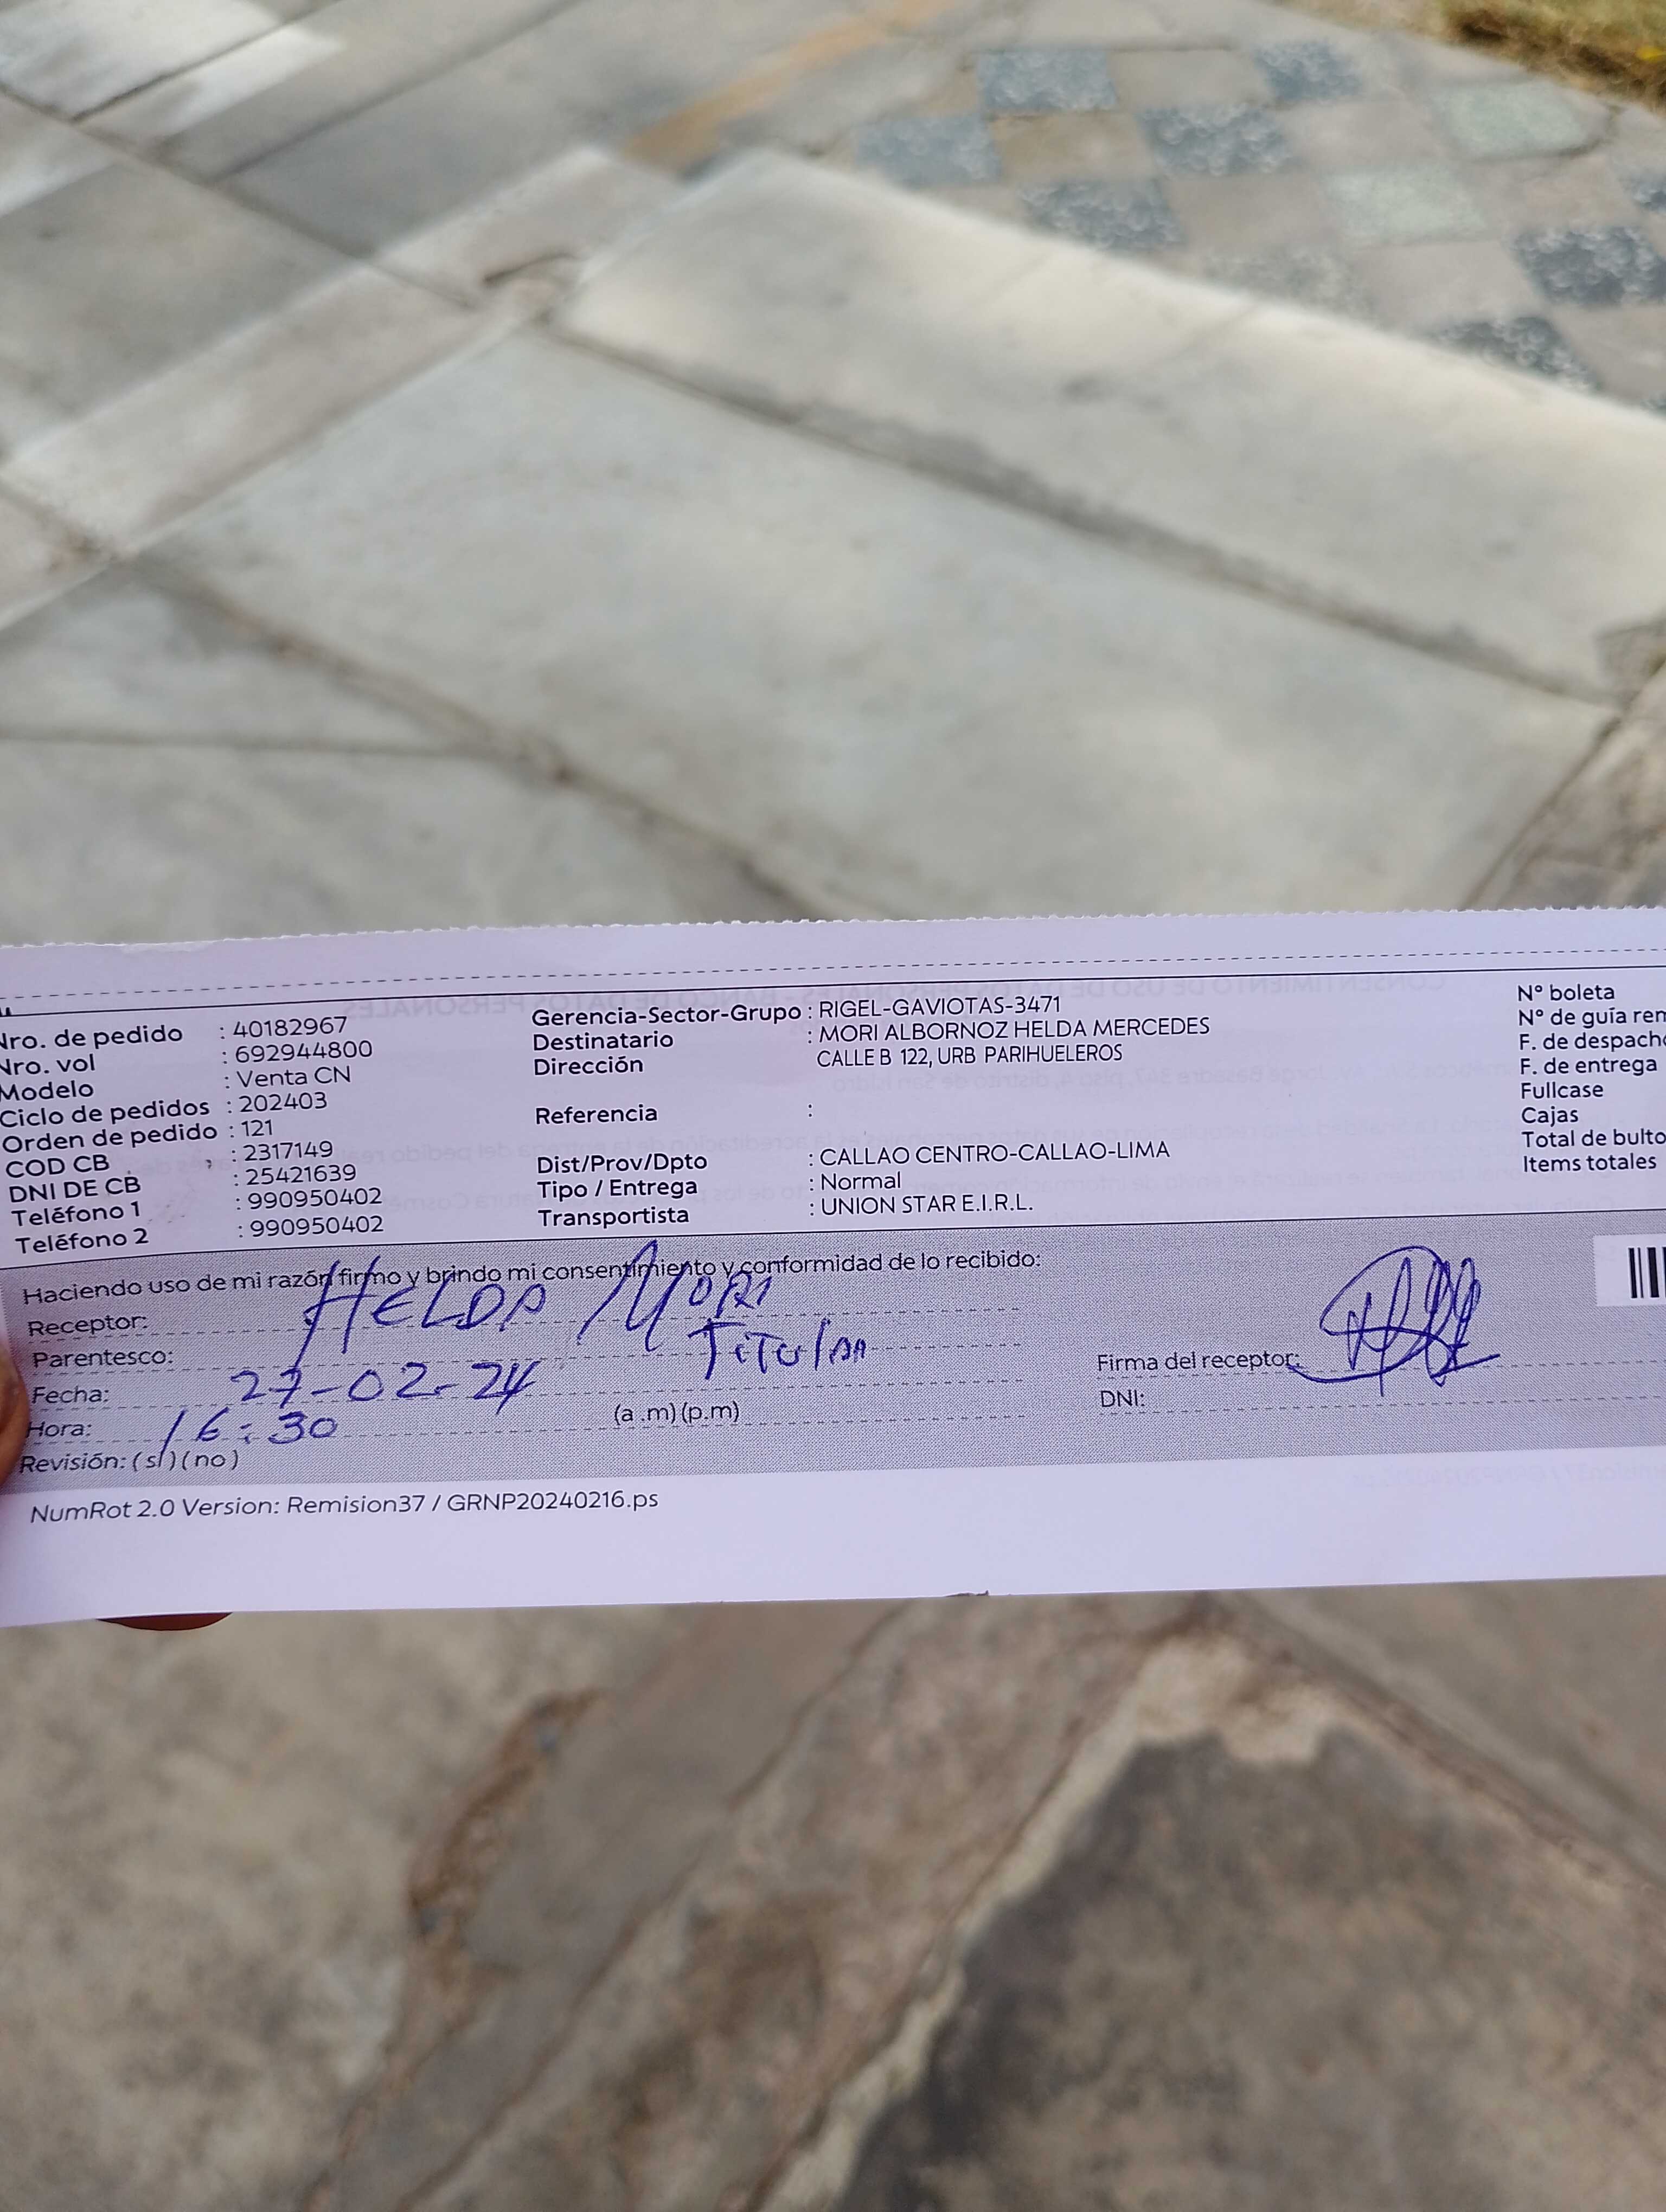 Nro. de pedido : 40182967
Nro. vol : 692944800
Modelo : Venta CN
Ciclo de pedidos : 202403
Orden de pedido : 121
COD CB : 2317149
DNI DE CB : 25421639
Teléfono 1 : 990950402
Teléfono 2 : 990950402
Gerencia-Sector-Grupo : RIGEL-GAVIOTAS-3471
Destinatario : MORI ALBORNOZ HELDA MERCEDES
Dirección CALLE B 122, URB PARIHUELEROS
Referencia :
Dist/Prov/Dpto : CALLAO CENTRO-CALLAO-LIMA
Tipo / Entrega : Normal
Transportista : UNION STAR E.I.R.L.
N° boleta
N° de guía rem
F. de despacho
F. de entrega
Fullcase
Cajas
Total de bulto
Items totales
Haciendo uso de mi razón firmo y brindo mi consentimiento y conformidad de lo recibido:
Receptor: HELDA MORI
Parentesco: Titular
Fecha: 27-02-24
Hora: 16:30 (a .m) (p.m)
Revisión: ( sí ) ( no )
Firma del receptor:
DNI:
NumRot 2.0 Version: Remision37 / GRNP20240216.ps